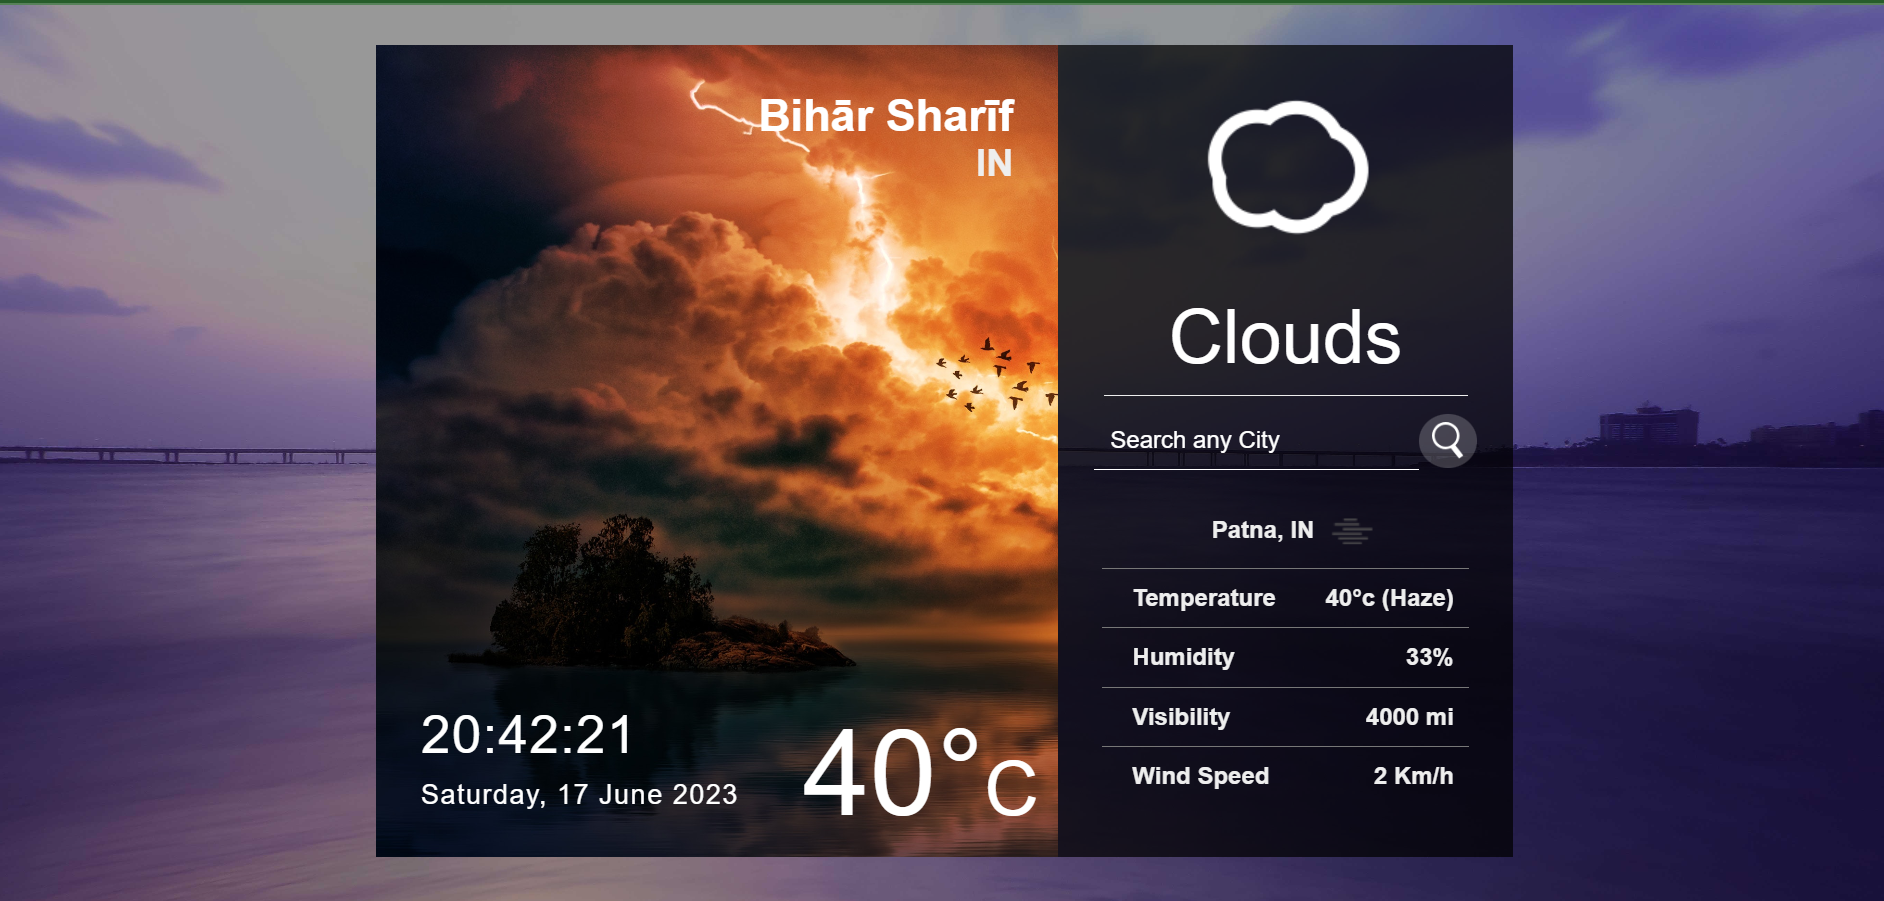 Bihār Sharīf
IN
20:42:21
Saturday, 17 June 2023
40°C
Clouds
Search any City
Patna, IN
Temperature 40°c (Haze)
Humidity 33%
Visibility 4000 mi
Wind Speed 2 Km/h